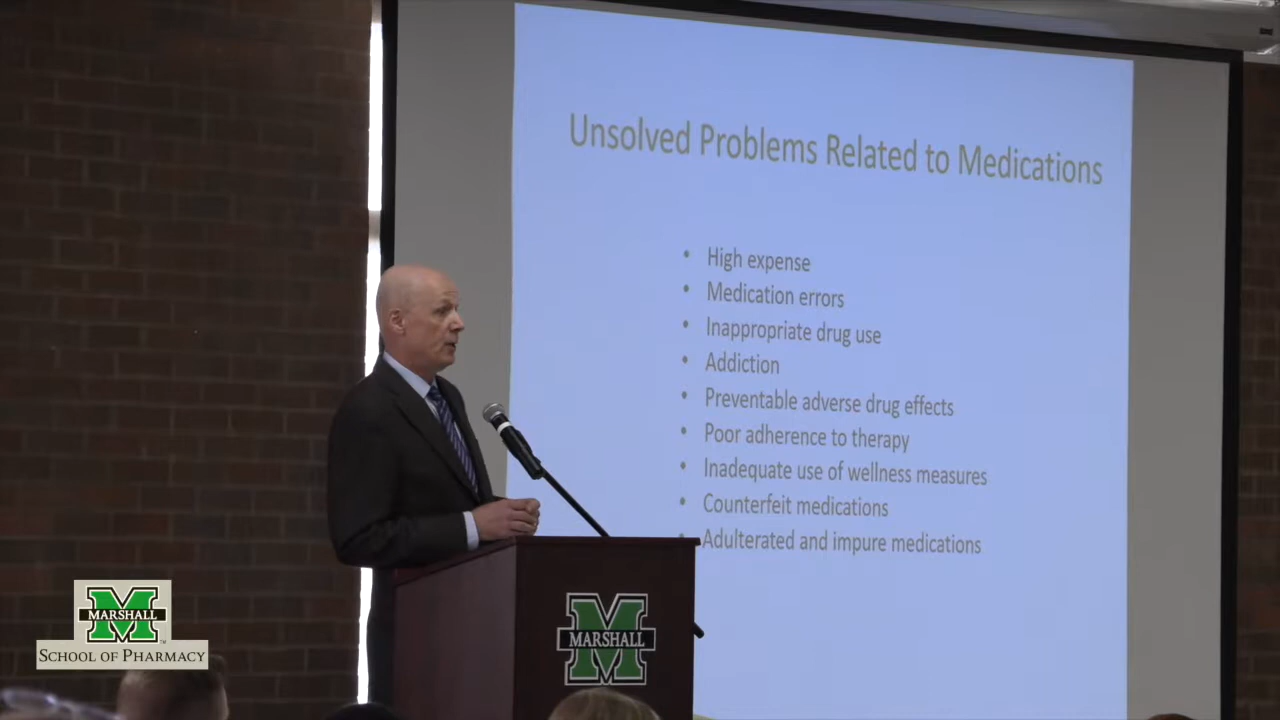 Unsolved Problems Related to Medications
• High expense
• Medication errors
• Inappropriate drug use
• Addiction
• Preventable adverse drug effects
• Poor adherence to therapy
• Inadequate use of wellness measures
• Counterfeit medications
• Adulterated and impure medications
MARSHALL
MARSHALL
SCHOOL OF PHARMACY